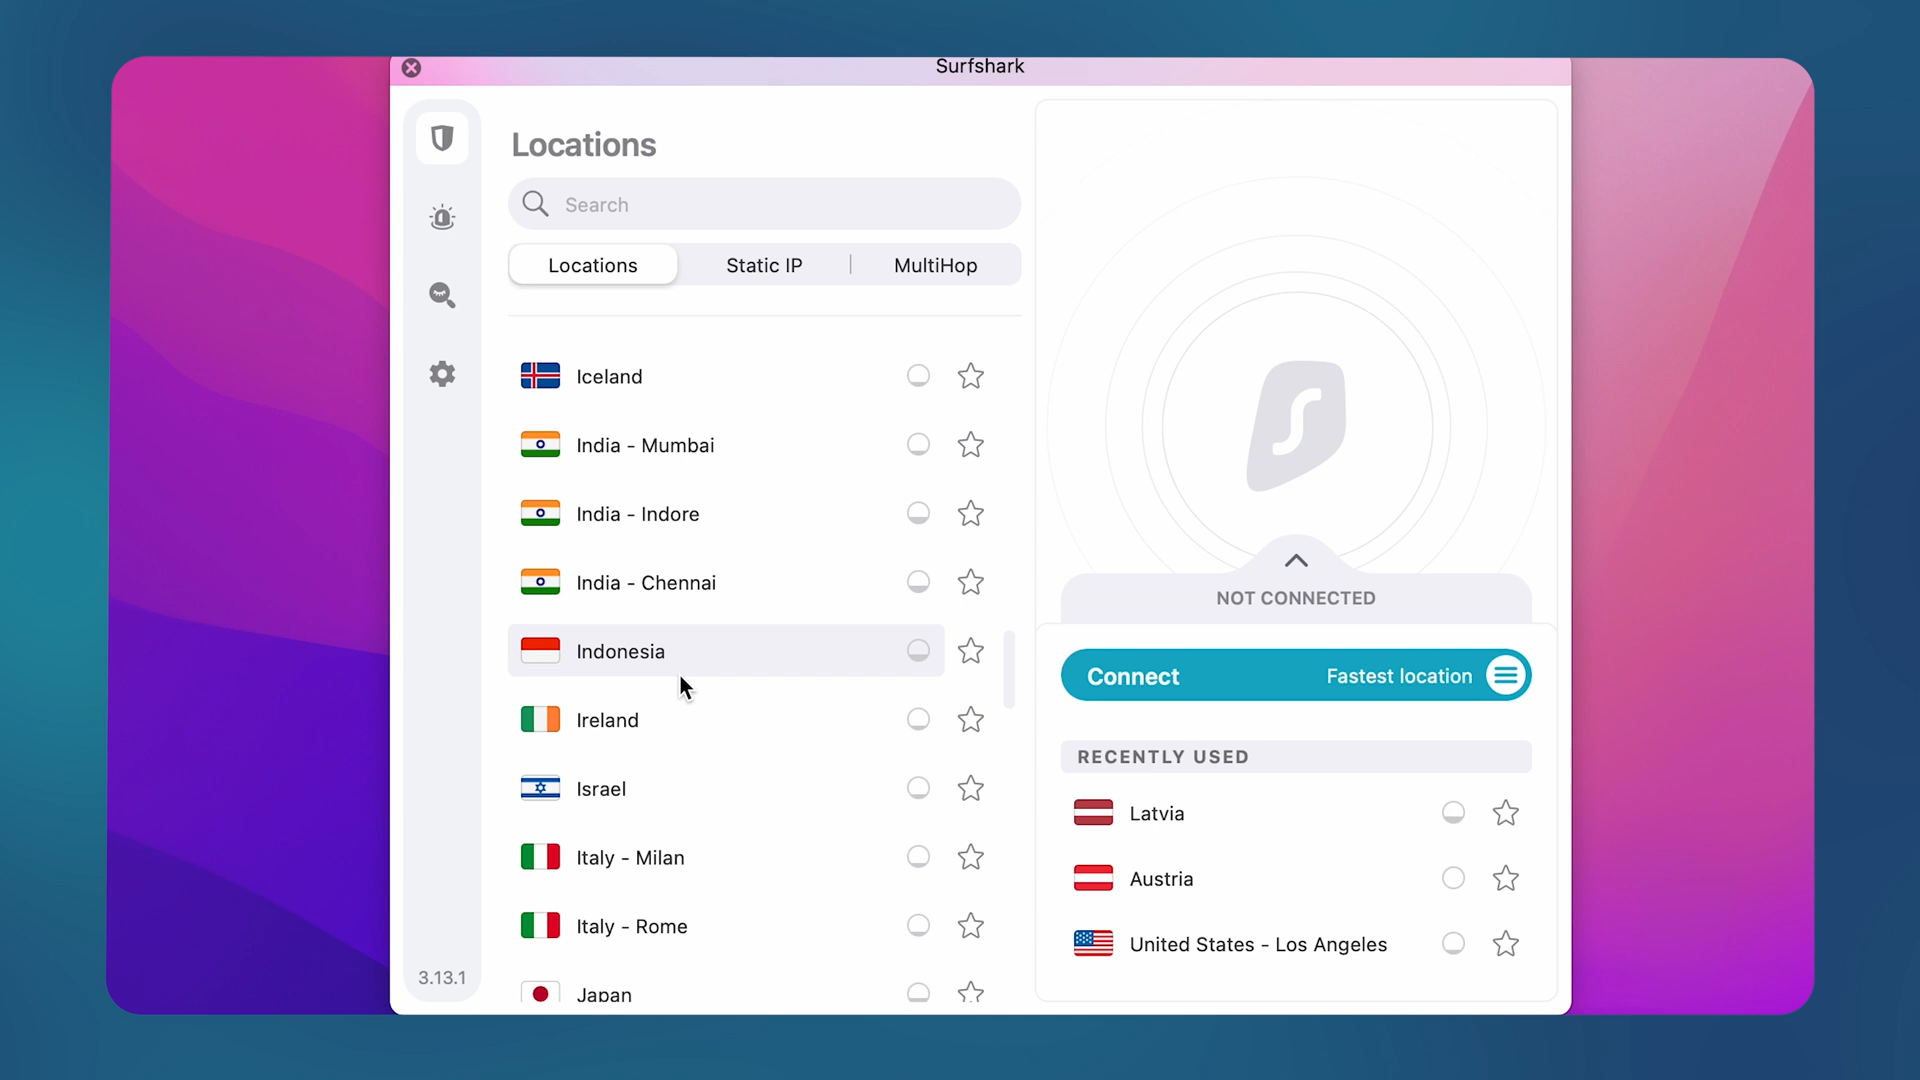 Surfshark
Locations
Search
Locations
Static IP
MultiHop
Iceland
India - Mumbai
India - Indore
India - Chennai
Indonesia
Ireland
Israel
Italy - Milan
Italy - Rome
Japan
3.13.1
NOT CONNECTED
Connect
Fastest location
RECENTLY USED
Latvia
Austria
United States - Los Angeles